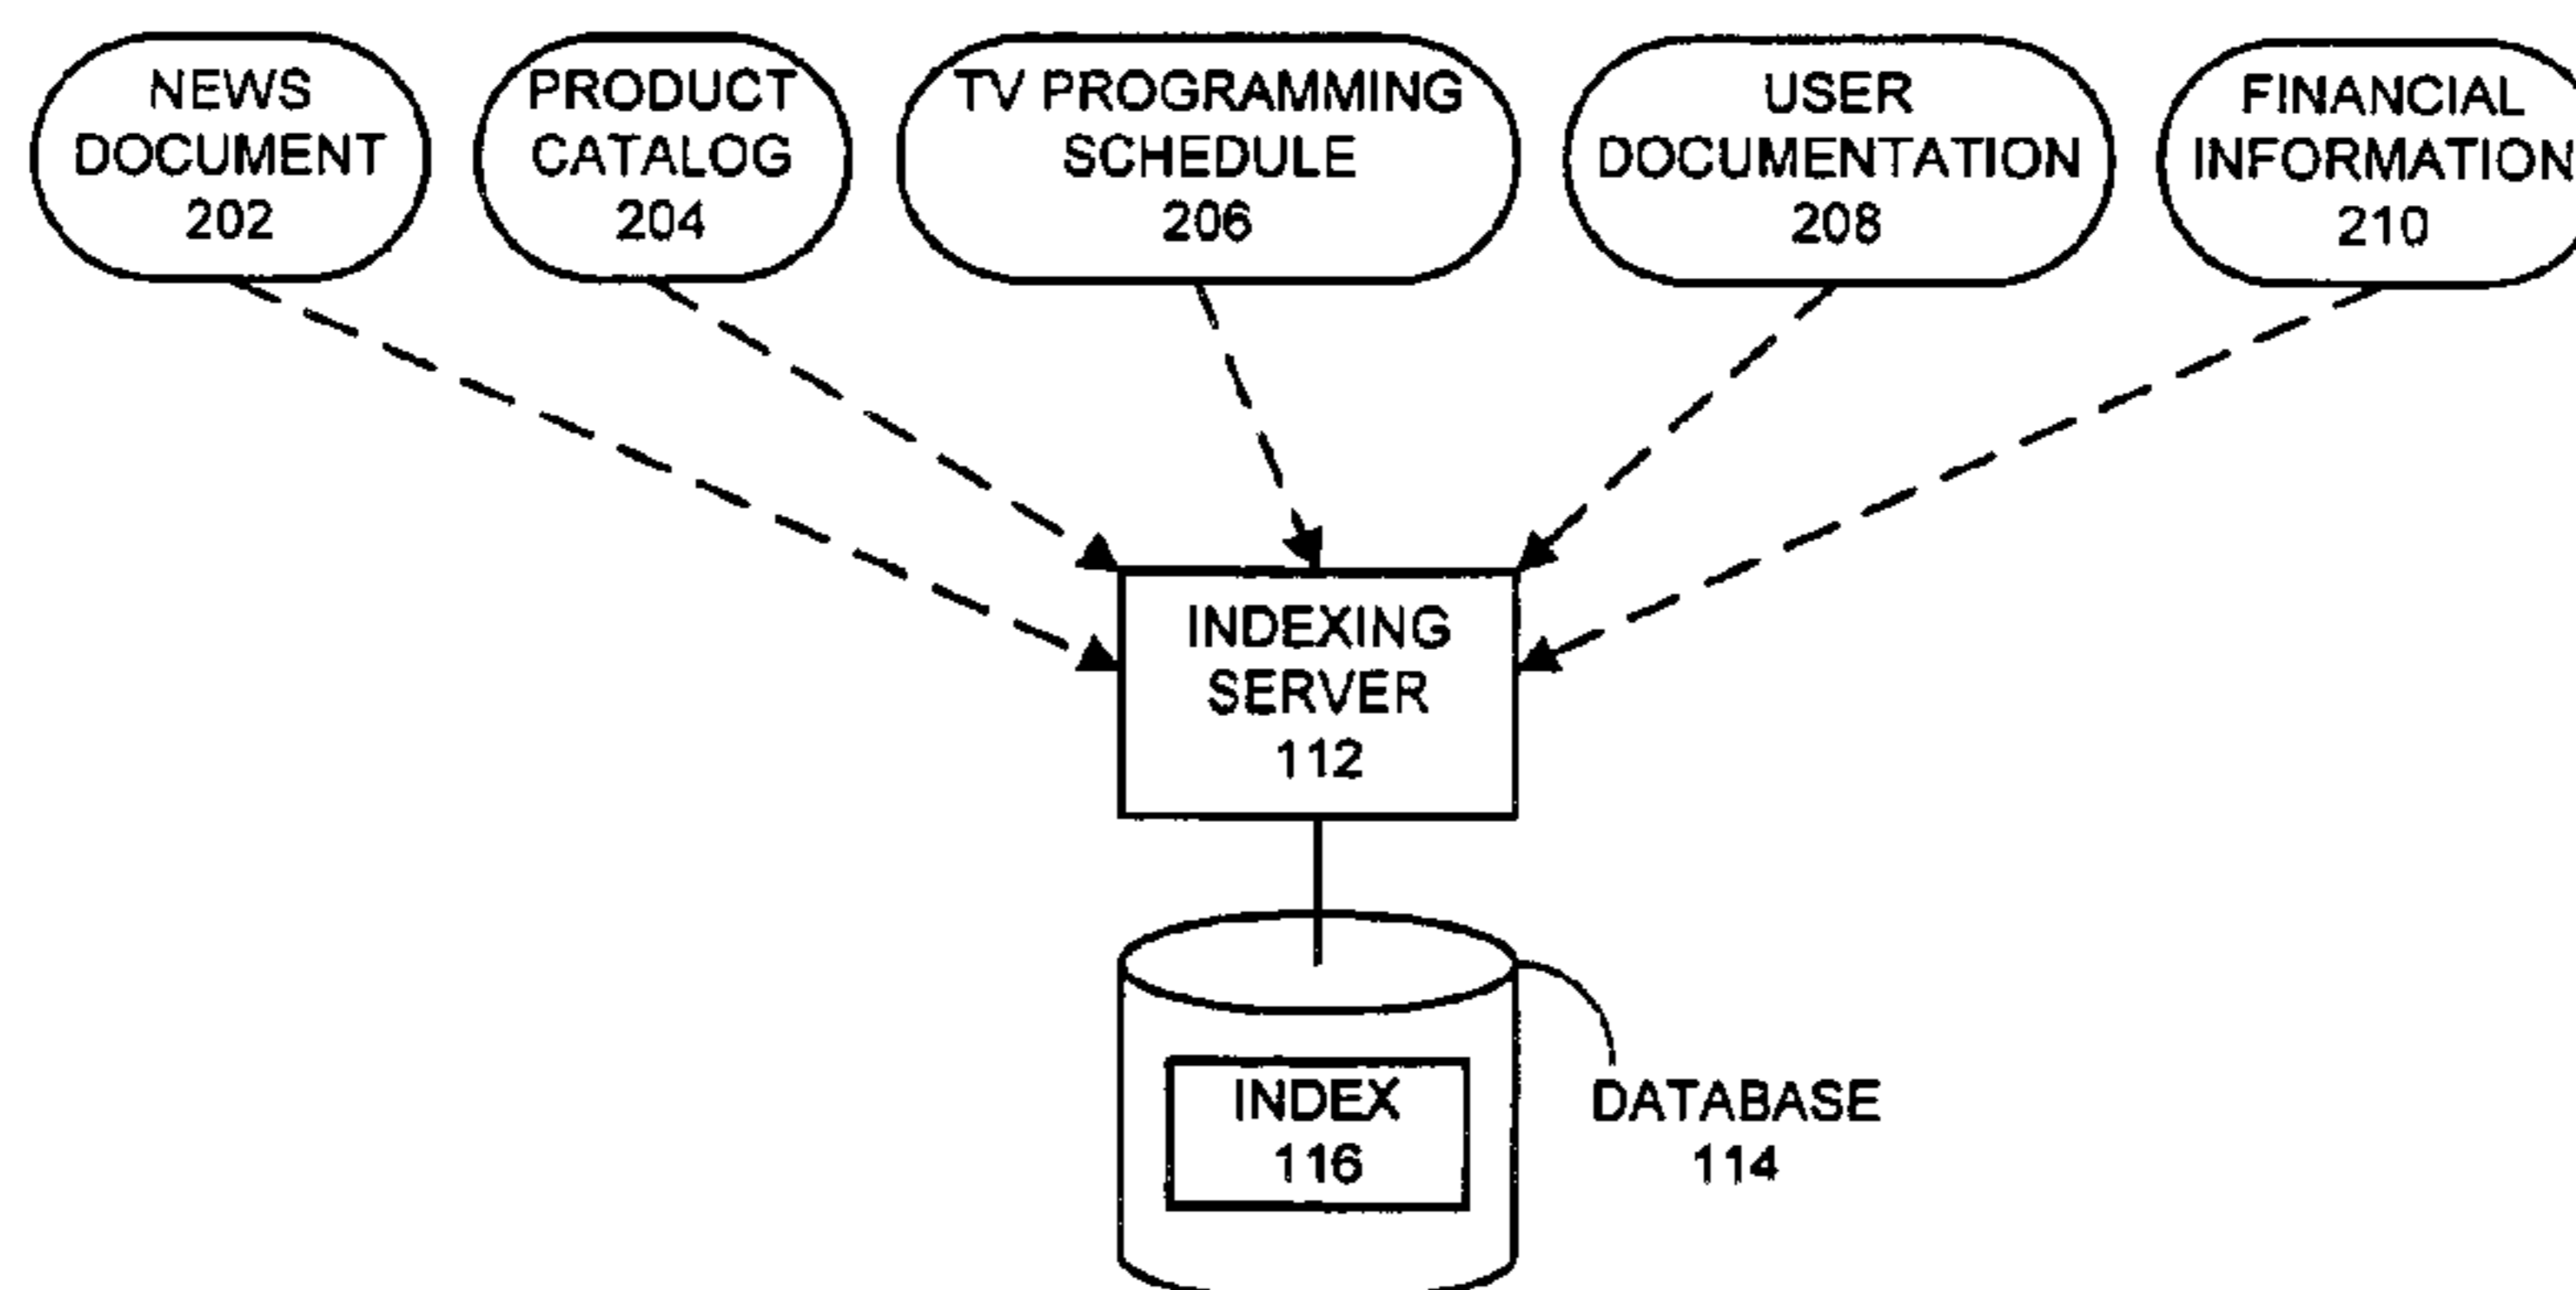 NEWS
DOCUMENT
202
PRODUCT
CATALOG
204
TV PROGRAMMING
SCHEDULE
206
USER
DOCUMENTATION
208
FINANCIAL
INFORMATION
210
INDEXING
SERVER
112
INDEX
116
DATABASE
114